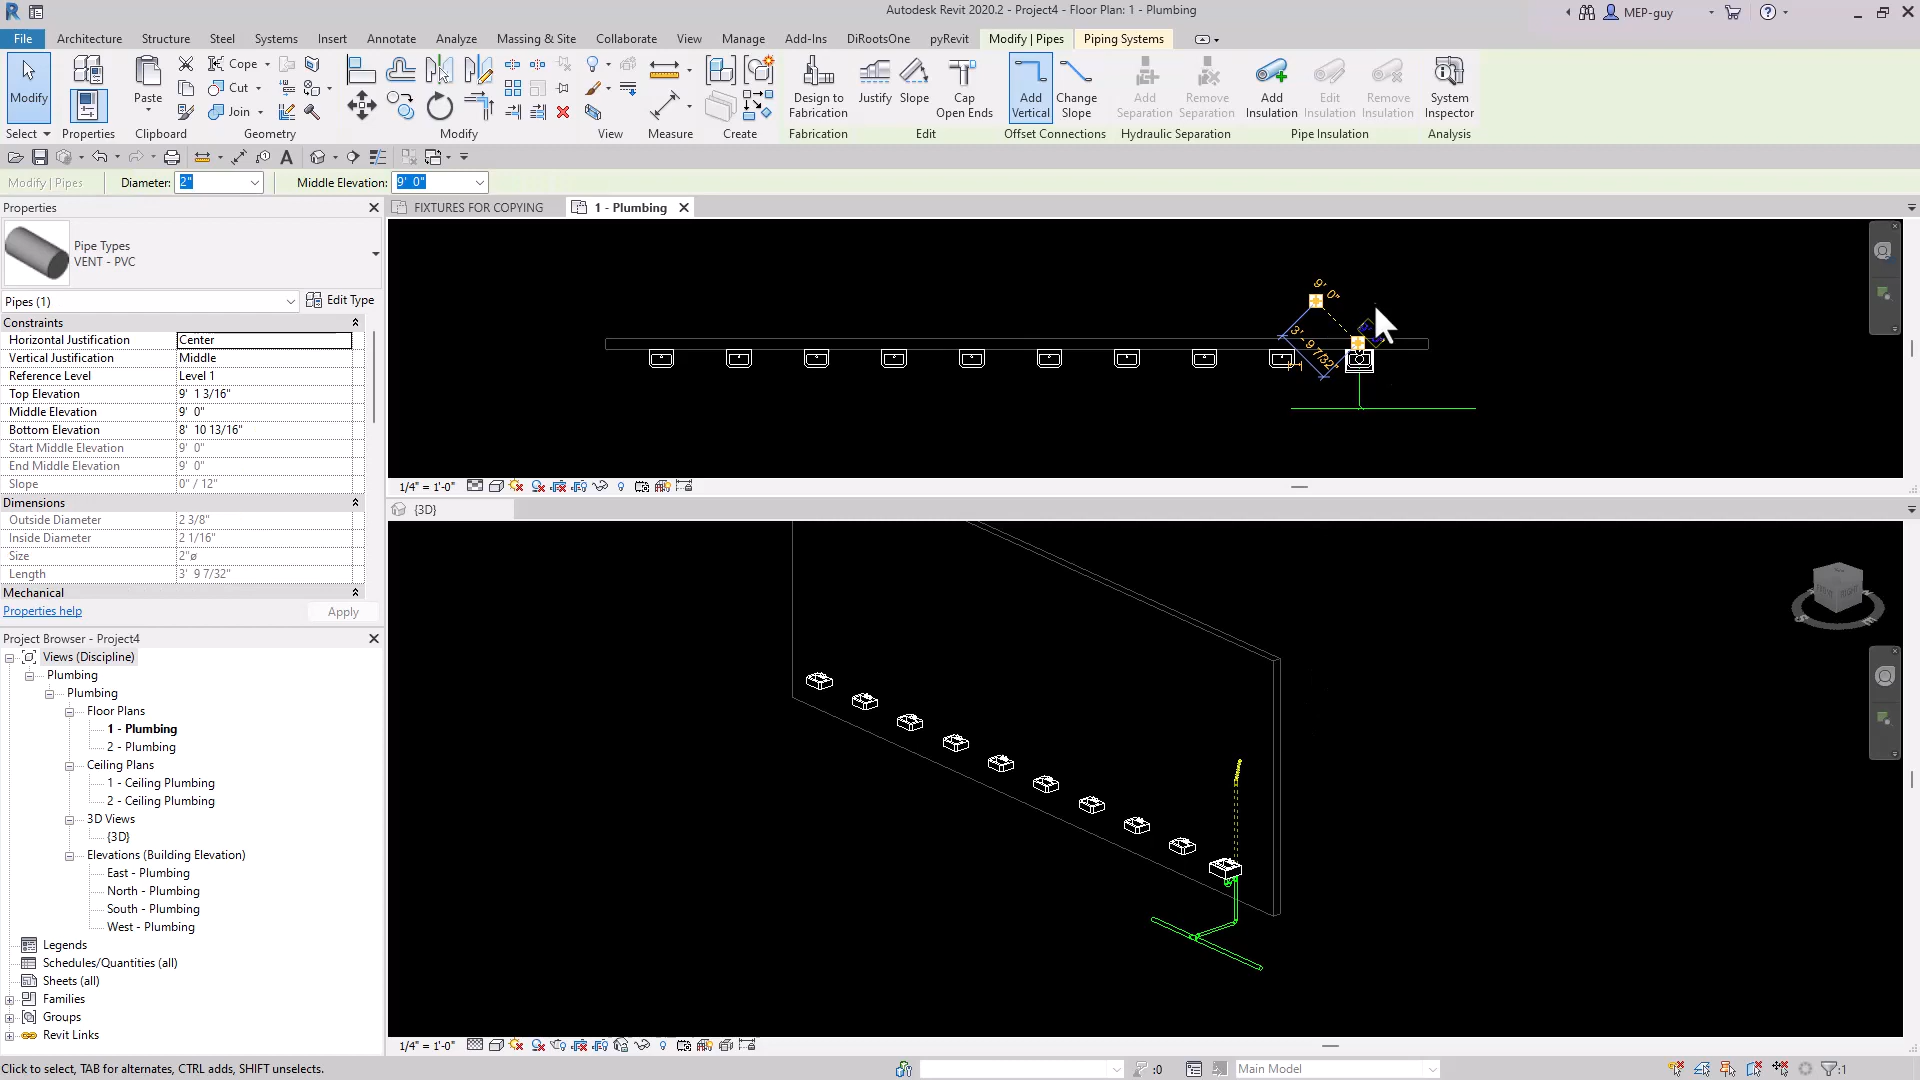 Autodesk Revit 2020.2 - Project4 - Floor Plan: 1 - Plumbing
MEP-guy
File
Architecture
Structure
Steel
Systems
Insert
Annotate
Analyze
Massing & Site
Collaborate
View
Manage
Add-Ins
DiRootsOne
pyRevit
Modify | Pipes
Piping Systems
Modify
Properties
Paste
Cope
Cut
Join
Design to
Fabrication
Justify
Slope
Cap
Open Ends
Add
Vertical
Change
Slope
Add
Separation
Remove
Separation
Add
Insulation
Edit
Insulation
Remove
Insulation
System
Inspector
Select
Properties
Clipboard
Geometry
Modify
View
Measure
Create
Fabrication
Edit
Offset Connections
Hydraulic Separation
Pipe Insulation
Analysis
Modify | Pipes
Diameter: 2"
Middle Elevation: 9' 0"
Properties
Pipe Types
VENT - PVC
Pipes (1)
Edit Type
Constraints
Horizontal Justification Center
Vertical Justification Middle
Reference Level Level 1
Top Elevation 9' 1 3/16"
Middle Elevation 9' 0"
Bottom Elevation 8' 10 13/16"
Start Middle Elevation 9' 0"
End Middle Elevation 9' 0"
Slope 0" / 12"
Dimensions
Outside Diameter 2 3/8"
Inside Diameter 2 1/16"
Size 2"ø
Length 3' 9 7/32"
Mechanical
Properties help
Apply
Project Browser - Project4
Views (Discipline)
Plumbing
Plumbing
Floor Plans
1 - Plumbing
2 - Plumbing
Ceiling Plans
1 - Ceiling Plumbing
2 - Ceiling Plumbing
3D Views
{3D}
Elevations (Building Elevation)
East - Plumbing
North - Plumbing
South - Plumbing
West - Plumbing
Legends
Schedules/Quantities (all)
Sheets (all)
Families
Groups
Revit Links
FIXTURES FOR COPYING
1 - Plumbing
9' 0"
3' - 9 7/32"
1/4" = 1'-0"
{3D}
1/4" = 1'-0"
Click to select, TAB for alternates, CTRL adds, SHIFT unselects.
:0
Main Model
:1